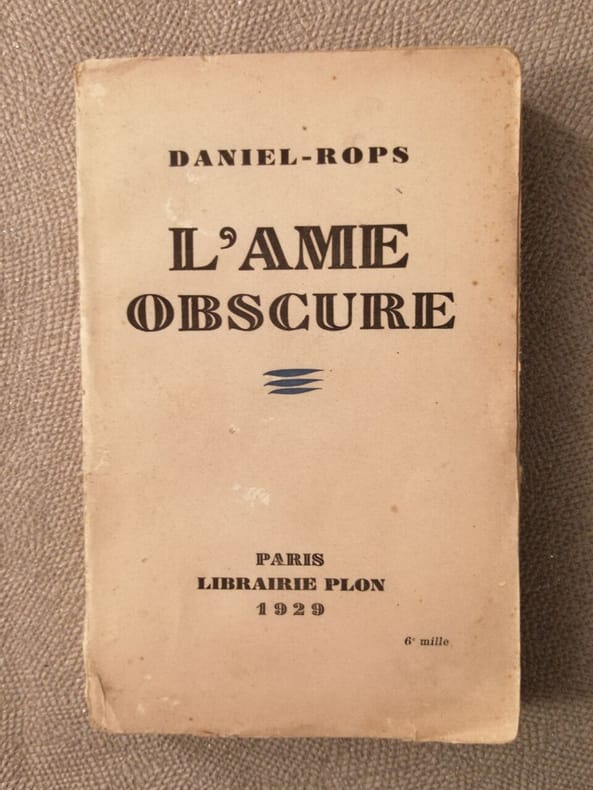 DANIEL-ROPS
L'AME
OBSCURE
PARIS
LIBRAIRIE PLON
1929
6e mille